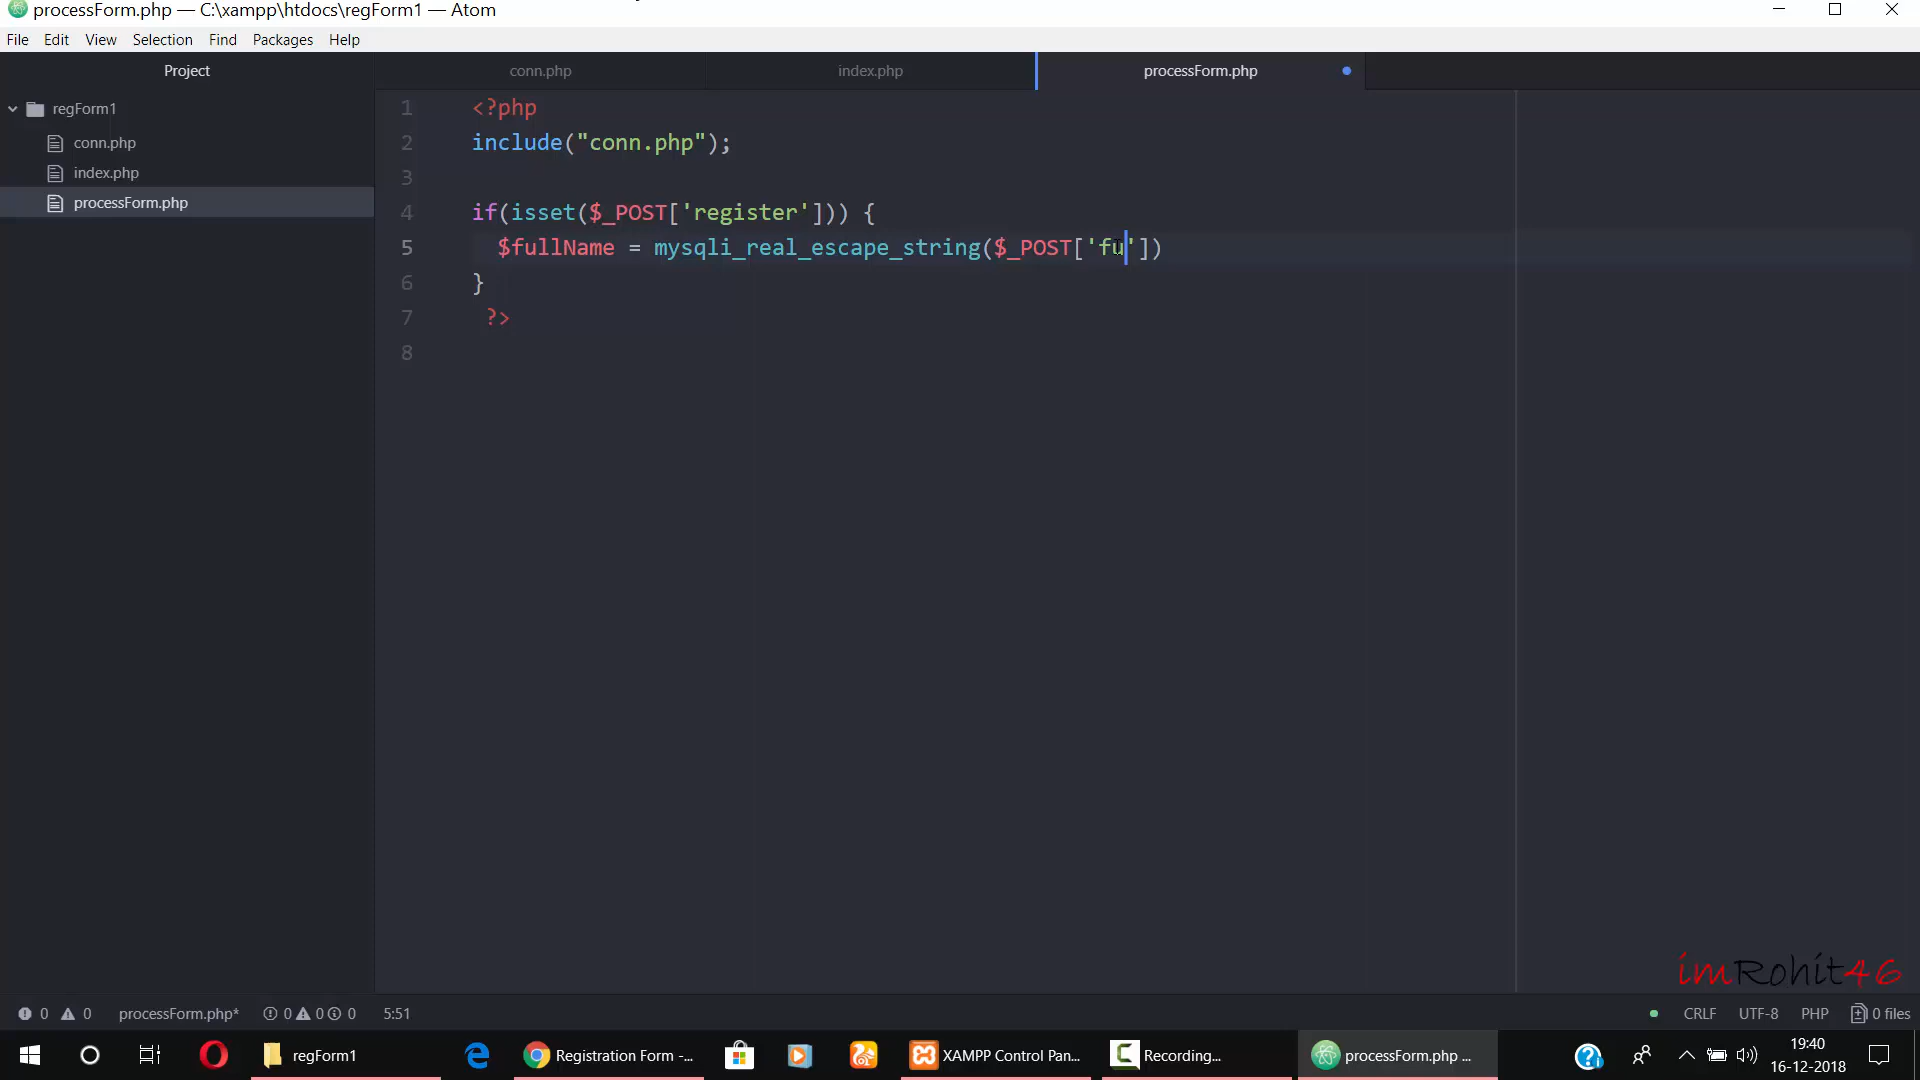 processForm.php — C:\xampp\htdocs\regForm1 — Atom
File Edit View Selection Find Packages Help
Project
conn.php
index.php
processForm.php
regForm1
conn.php
index.php
processForm.php
1 <?php
2 include("conn.php");
3
4 if(isset($_POST['register'])) {
5 $fullName = mysqli_real_escape_string($_POST['fu'])
6 }
7 ?>
8
imRohit46
0 0 processForm.php* 0 0 0 5:51
CRLF UTF-8 PHP 0 files
regForm1
Registration Form -...
XAMPP Control Pan...
Recording...
processForm.php ...
19:40
16-12-2018